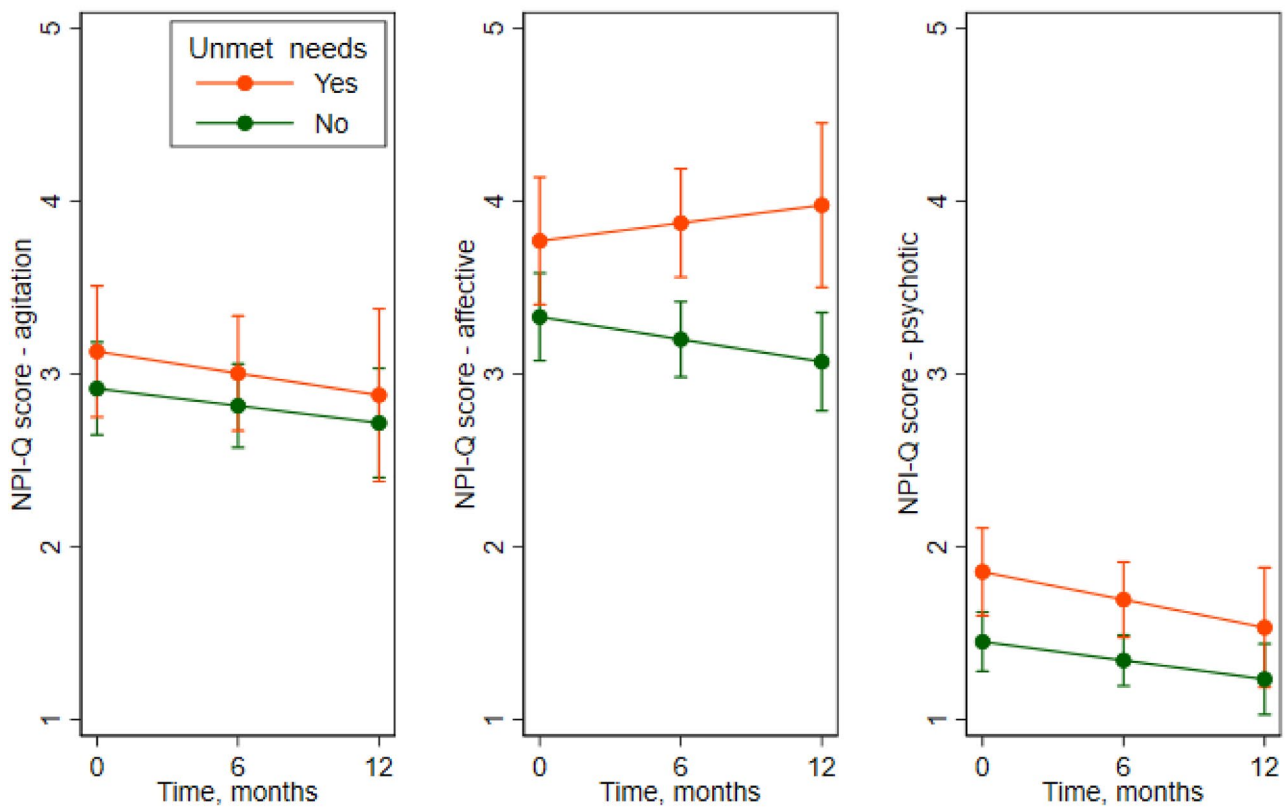 NPI-Q score - agitation
5
4
3
2
1
Unmet needs
Yes
No
0 6 12
Time, months
NPI-Q score - affective
5
4
3
2
1
0 6 12
Time, months
NPI-Q score - psychotic
5
4
3
2
1
0 6 12
Time, months